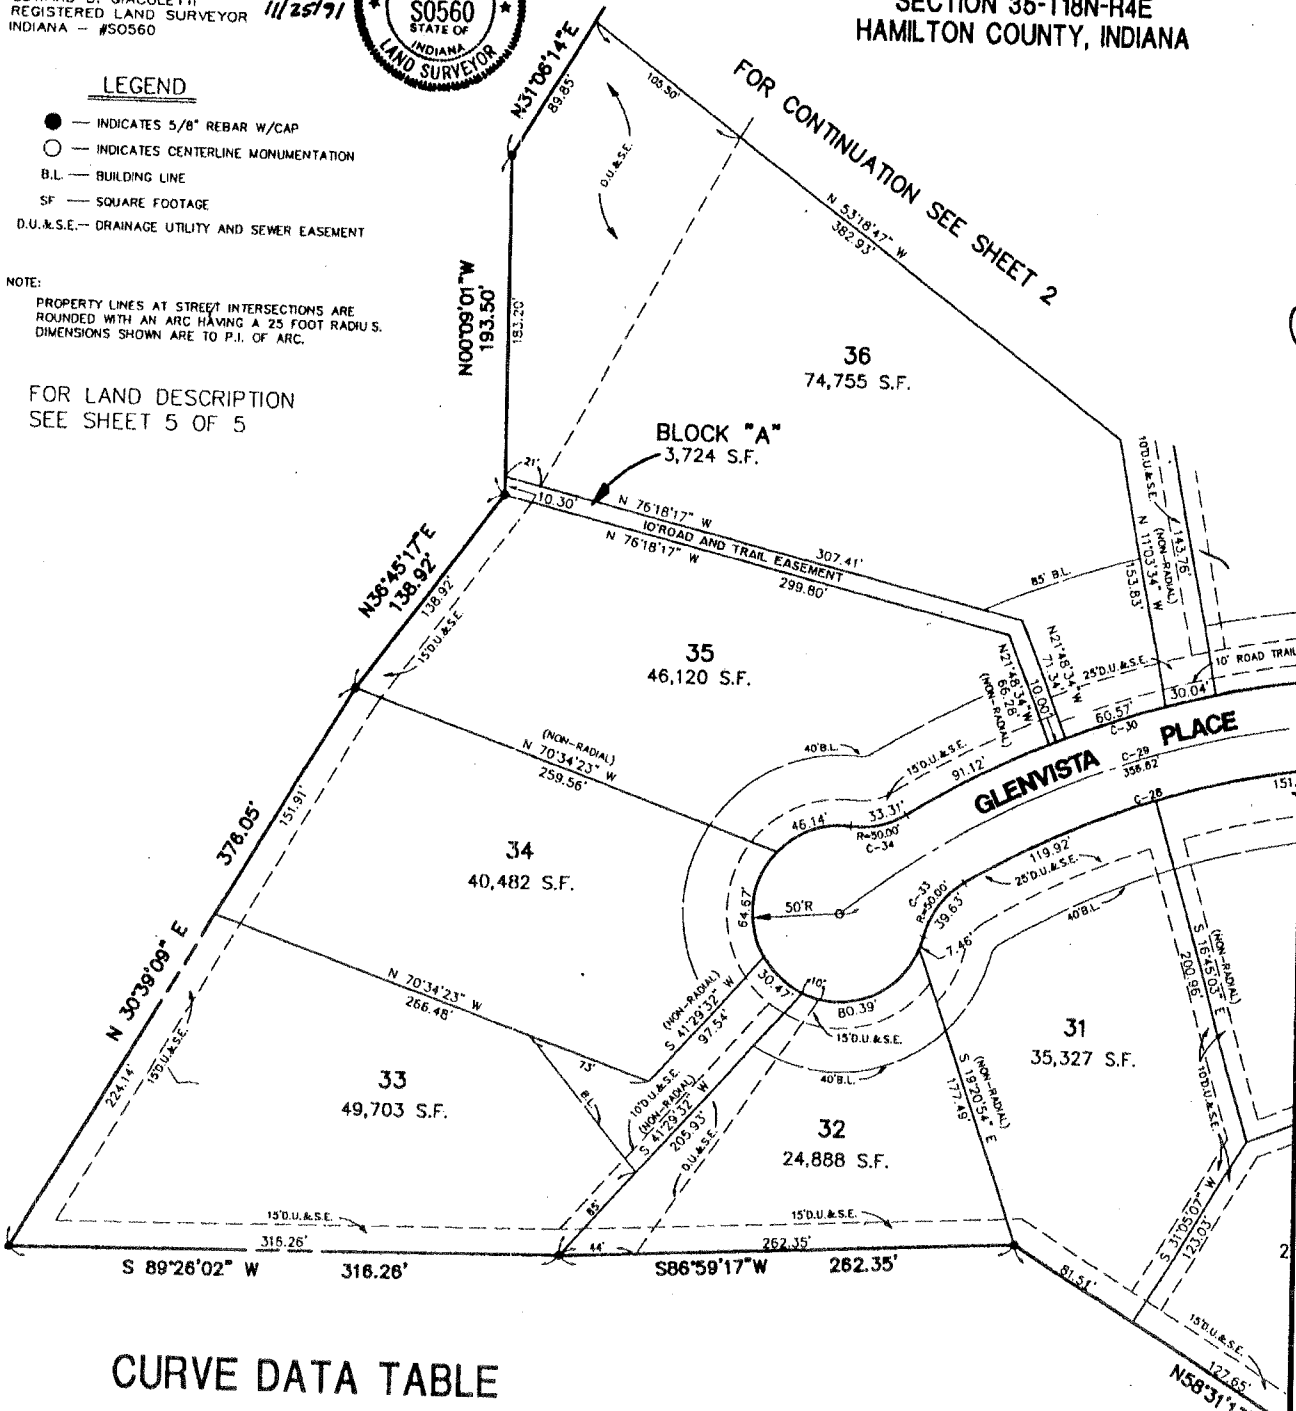 REGISTERED LAND SURVEYOR
INDIANA - #S0560
11/25/91
S0560
STATE OF
INDIANA
LAND SURVEYOR
SECTION 35-T18N-R4E
HAMILTON COUNTY, INDIANA
LEGEND
— INDICATES 5/8" REBAR W/CAP
— INDICATES CENTERLINE MONUMENTATION
B.L. — BUILDING LINE
SF — SQUARE FOOTAGE
D.U.&S.E.— DRAINAGE UTILITY AND SEWER EASEMENT
NOTE:
PROPERTY LINES AT STREET INTERSECTIONS ARE
ROUNDED WITH AN ARC HAVING A 25 FOOT RADIUS.
DIMENSIONS SHOWN ARE TO P.I. OF ARC.
FOR LAND DESCRIPTION
SEE SHEET 5 OF 5
N31°06'14"E
89.85'
105.50'
D.U.&S.E.
FOR CONTINUATION SEE SHEET 2
N 53°18'47" W
382.93'
N00°09'01"W
193.50'
183.20'
36
74,755 S.F.
BLOCK "A"
3,724 S.F.
21'
10.30'
N 76°18'17" W
307.41'
10'ROAD AND TRAIL EASEMENT
N 76°18'17" W
299.80'
10'D.U.&S.E.
N 11°03'34" W
(NON-RADIAL)
153.83'
143.76'
85' B.L.
N36°45'17"E
138.92'
138.92'
15'D.U.&S.E.
35
46,120 S.F.
N21°48'34"W
66.28'
(NON-RADIAL)
10.00'
N21°48'34"W
71.34'
25'D.U.&S.E.
10' ROAD TRAIL
30.04'
60.57'
C-30
GLENVISTA PLACE
C-29
356.62'
C-28
151.
(NON-RADIAL)
N 70°34'23" W
259.56'
40'B.L.
15'D.U.&S.E.
91.12'
33.31'
46.14'
R=50.00'
C-34
376.05'
151.91'
34
40,482 S.F.
64.67'
50'R
C-33
R=50.00'
39.63'
119.92'
25'D.U.&S.E.
40'B.L.
7.46'
N 30°39'09" E
N 70°34'23" W
266.48'
(NON-RADIAL)
S 41°29'32" W
97.54'
30.47'
10'
80.39'
15'D.U.&S.E.
40'B.L.
S 16°45'03" E
(NON-RADIAL)
200.96'
10'D.U.&S.E.
31
35,327 S.F.
224.14'
15'D.U.&S.E.
73'
B.L.
33
49,703 S.F.
10'D.U.&S.E.
(NON-RADIAL)
S 41°29'32" W
205.93'
D.U.&S.E.
85'
32
24,888 S.F.
S 19°20'54" E
(NON-RADIAL)
177.49'
S 31°05'07" W
123.03'
15'D.U.&S.E.
316.26'
44'
15'D.U.&S.E.
262.35'
S 89°26'02" W 316.26'
S86°59'17"W 262.35'
81.51'
15'D.U.&S.E.
127.65'
CURVE DATA TABLE